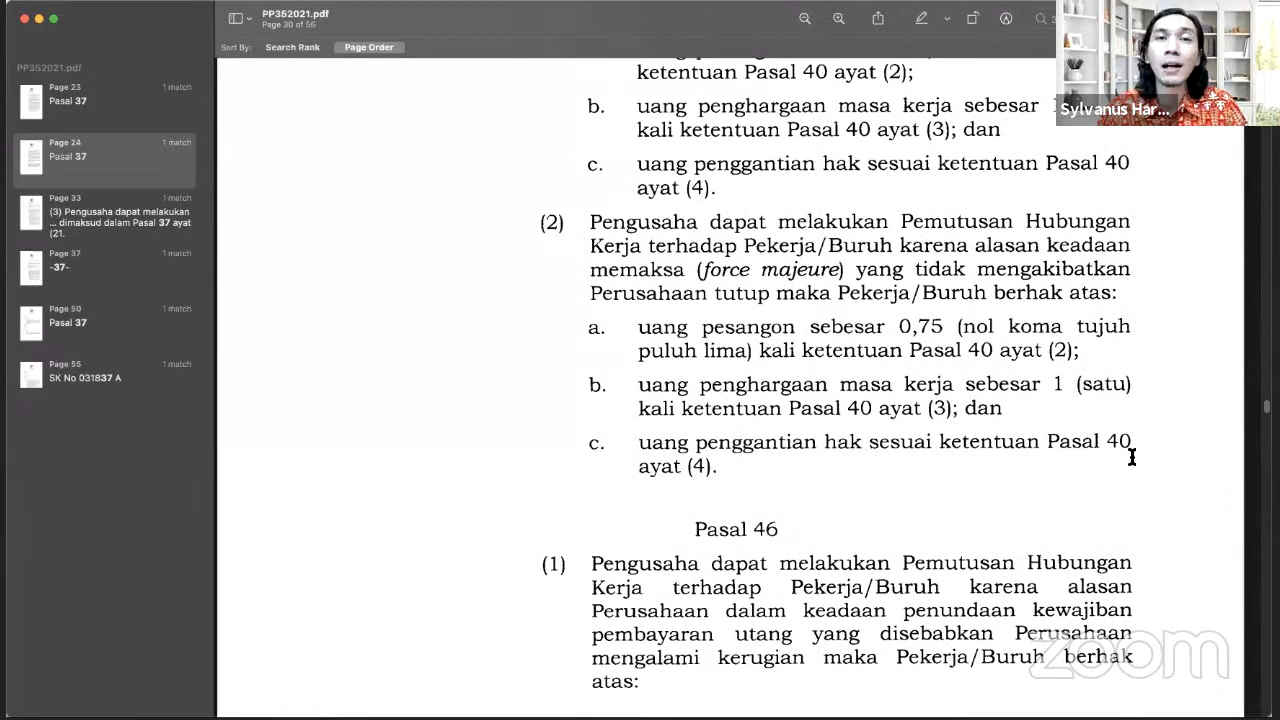 PP352021.pdf
Page 30 of 56
Sort By: Search Rank Page Order
PP352021.pdf
Page 23 1 match
Pasal 37
Page 24 1 match
Pasal 37
Page 33 1 match
(3) Pengusaha dapat melakukan
... dimaksud dalam Pasal 37 ayat
(21.
Page 37 1 match
-37-
Page 50 1 match
Pasal 37
Page 55 1 match
SK No 031837 A
ketentuan Pasal 40 ayat (2);
b. uang penghargaan masa kerja sebesar
kali ketentuan Pasal 40 ayat (3); dan
c. uang penggantian hak sesuai ketentuan Pasal 40
ayat (4).
(2) Pengusaha dapat melakukan Pemutusan Hubungan
Kerja terhadap Pekerja/Buruh karena alasan keadaan
memaksa (force majeure) yang tidak mengakibatkan
Perusahaan tutup maka Pekerja/Buruh berhak atas:
a. uang pesangon sebesar 0,75 (nol koma tujuh
puluh lima) kali ketentuan Pasal 40 ayat (2);
b. uang penghargaan masa kerja sebesar 1 (satu)
kali ketentuan Pasal 40 ayat (3); dan
c. uang penggantian hak sesuai ketentuan Pasal 40
ayat (4).
Pasal 46
(1) Pengusaha dapat melakukan Pemutusan Hubungan
Kerja terhadap Pekerja/Buruh karena alasan
Perusahaan dalam keadaan penundaan kewajiban
pembayaran utang yang disebabkan Perusahaan
mengalami kerugian maka Pekerja/Buruh berhak
atas:
Sylvanus Har...
zoom